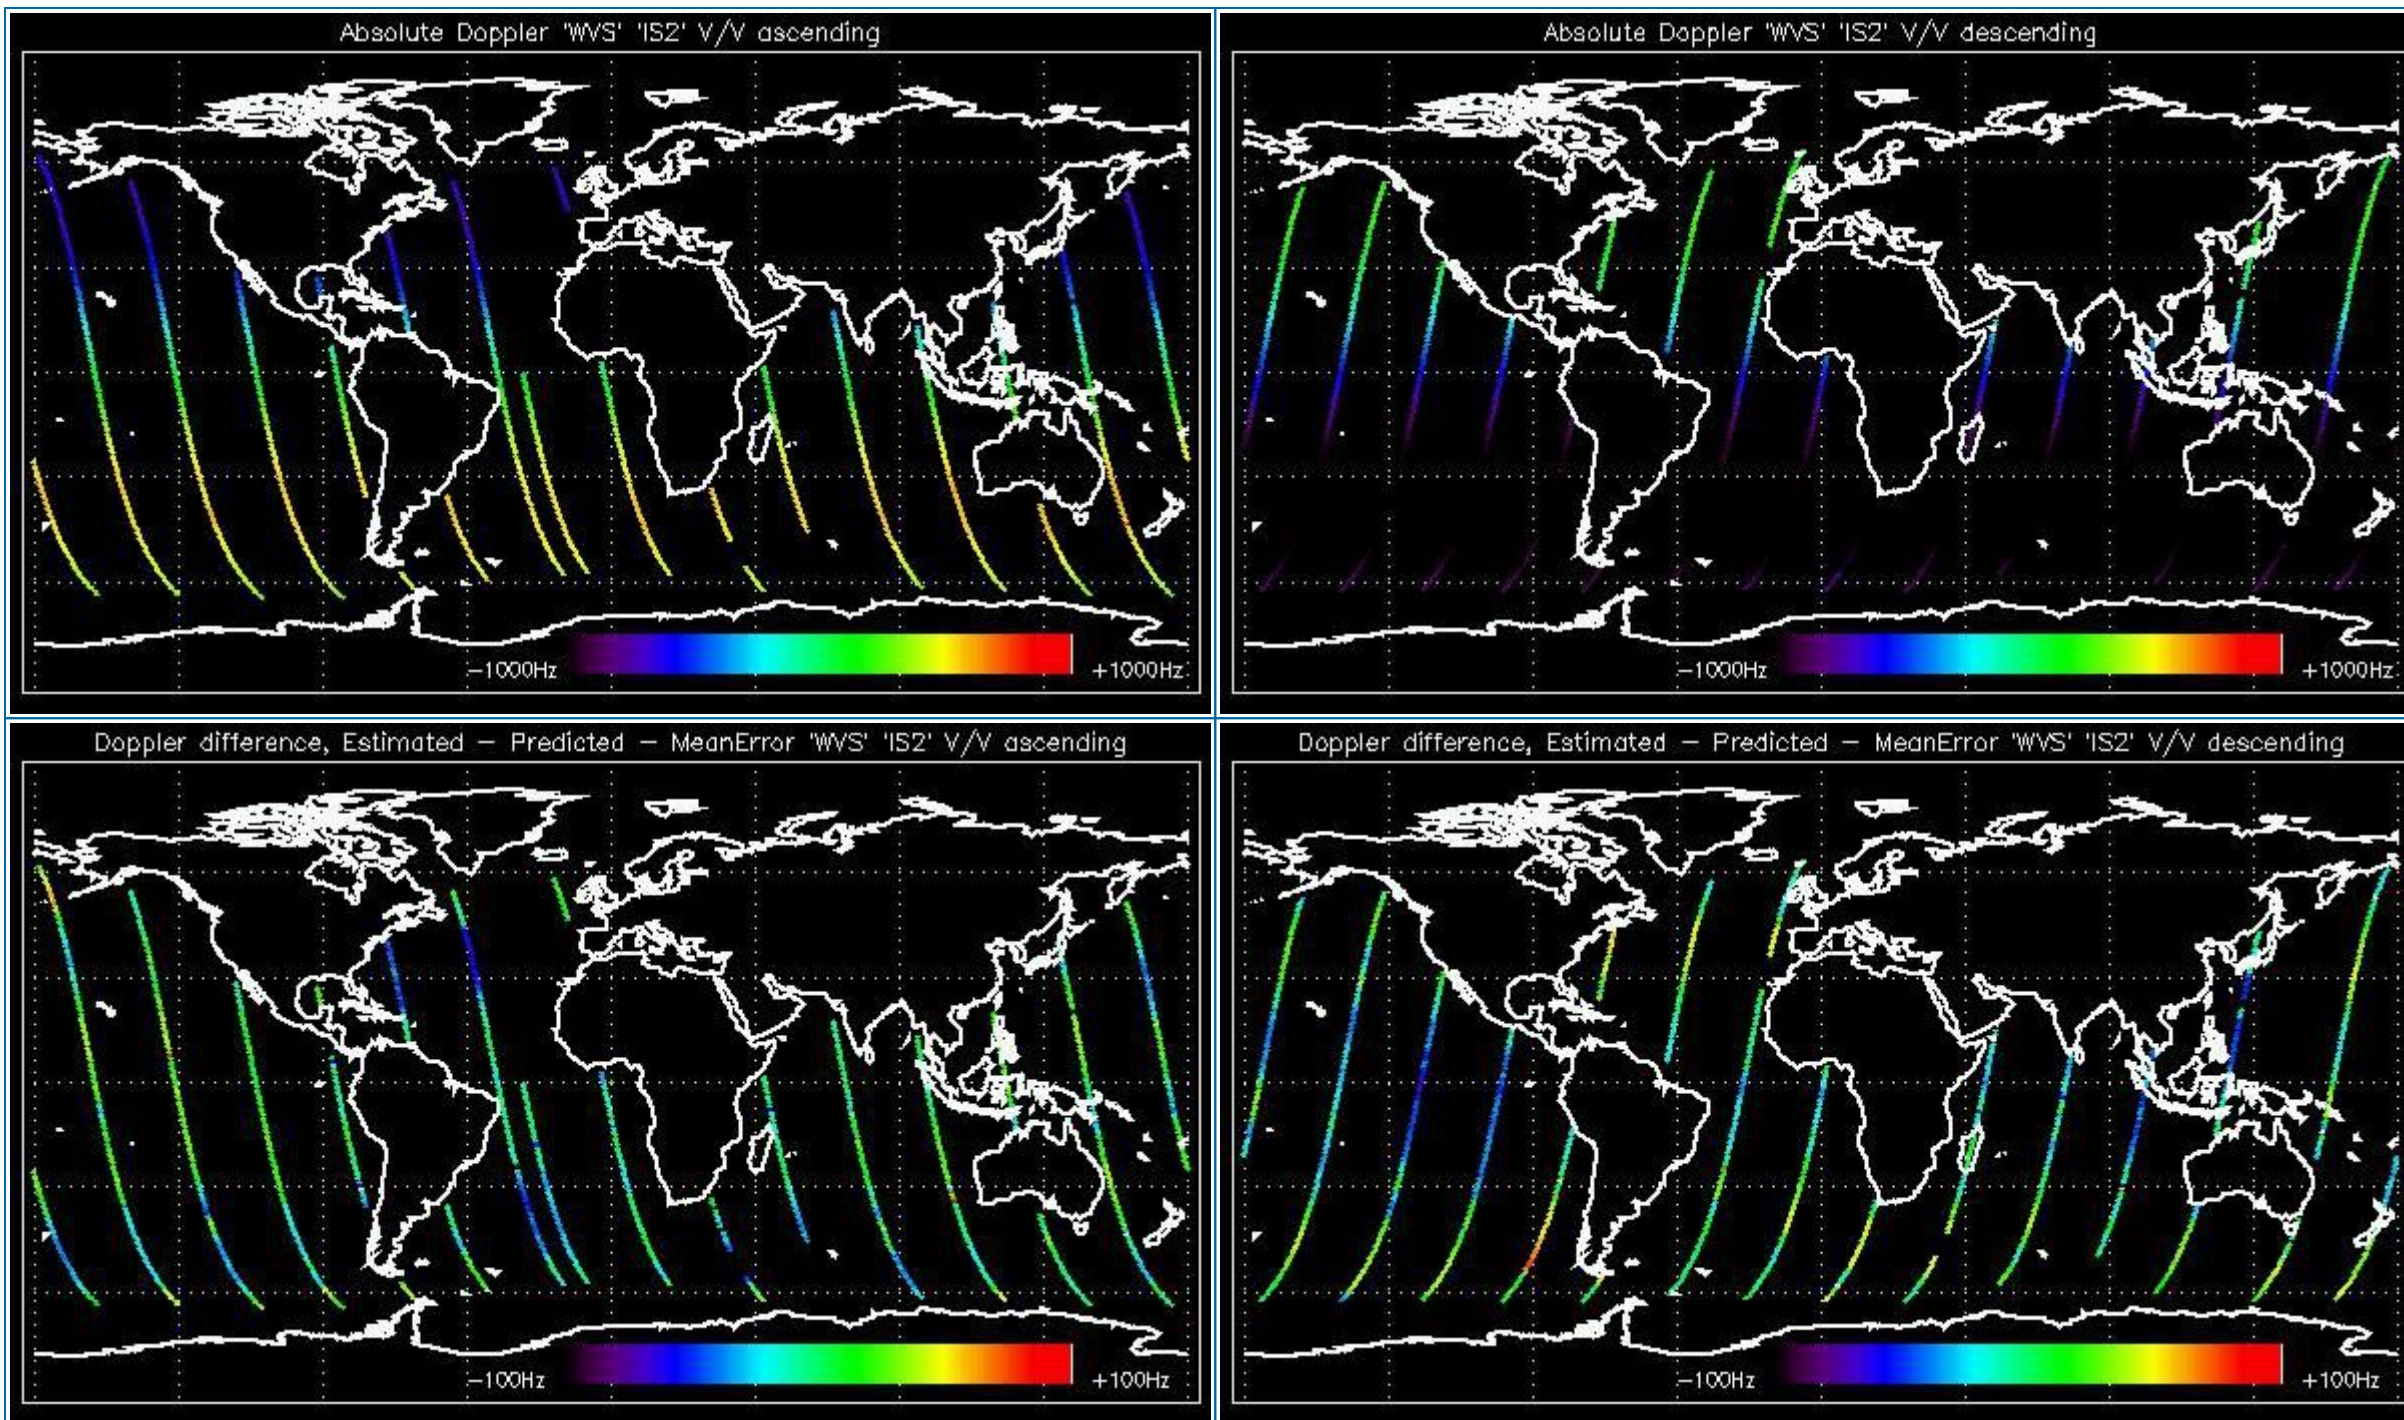 Absolute Doppler 'WVS' 'IS2' V/V ascending
-1000Hz
+1000Hz
Absolute Doppler 'WVS' 'IS2' V/V descending
-1000Hz
+1000Hz
Doppler difference, Estimated - Predicted - MeanError 'WVS' 'IS2' V/V ascending
-100Hz
+100Hz
Doppler difference, Estimated - Predicted - MeanError 'WVS' 'IS2' V/V descending
-100Hz
+100Hz